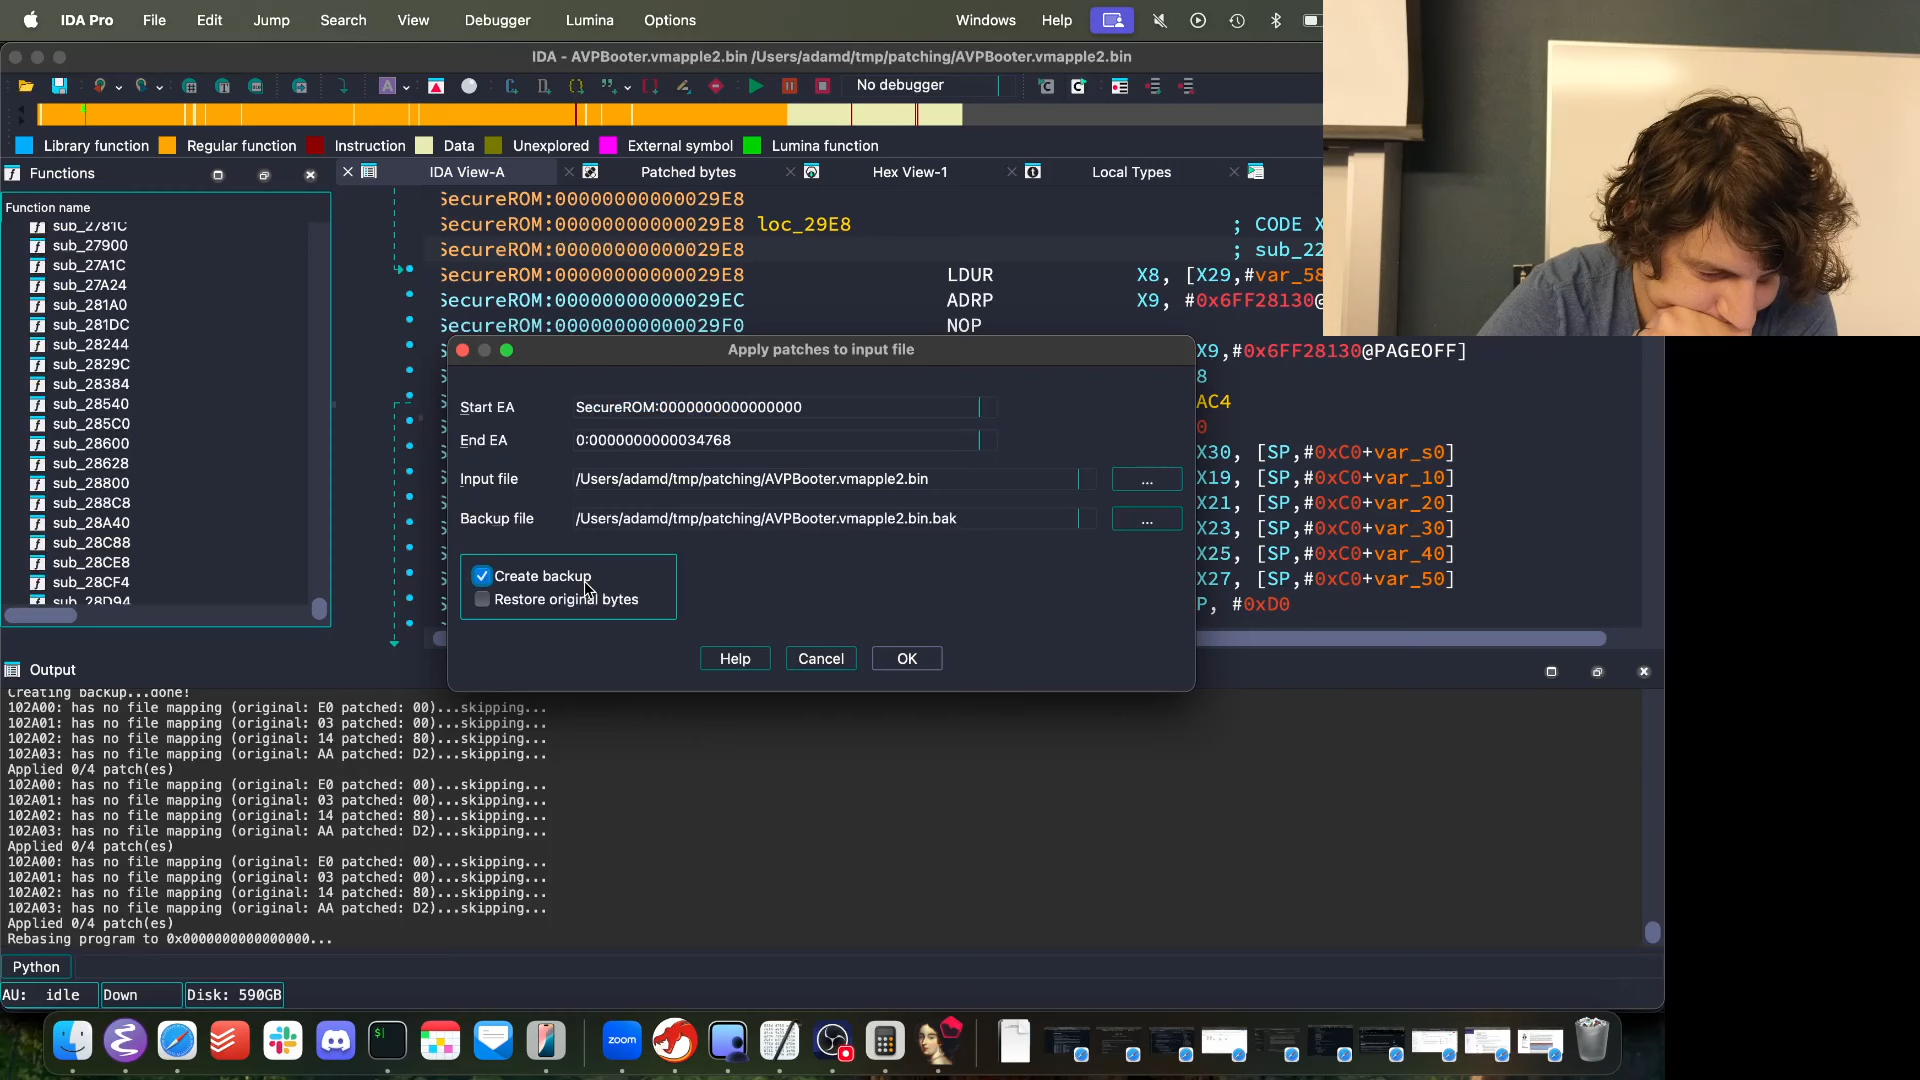 IDA Pro File Edit Jump Search View Debugger Lumina Options Windows Help
IDA - AVPBooter.vmapple2.bin /Users/adamd/tmp/patching/AVPBooter.vmapple2.bin
No debugger
Library function Regular function Instruction Data Unexplored External symbol Lumina function
Functions
IDA View-A Patched bytes Hex View-1 Local Types
Function name
sub_2781C
sub_27900
sub_27A1C
sub_27A24
sub_281A0
sub_281DC
sub_28244
sub_2829C
sub_28384
sub_28540
sub_285C0
sub_28600
sub_28628
sub_28800
sub_288C8
sub_28A40
sub_28C88
sub_28CE8
sub_28CF4
sub_28D94
SecureROM:00000000000029E8
SecureROM:00000000000029E8 loc_29E8 ; CODE X
SecureROM:00000000000029E8 ; sub_22
SecureROM:00000000000029E8 LDUR X8, [X29,#var_58
SecureROM:00000000000029EC ADRP X9, #0x6FF28130@
SecureROM:00000000000029F0 NOP
X9,#0x6FF28130@PAGEOFF]
8
AC4
0
X30, [SP,#0xC0+var_s0]
X19, [SP,#0xC0+var_10]
X21, [SP,#0xC0+var_20]
X23, [SP,#0xC0+var_30]
X25, [SP,#0xC0+var_40]
X27, [SP,#0xC0+var_50]
P, #0xD0
Apply patches to input file
Start EA SecureROM:0000000000000000
End EA 0:0000000000034768
Input file /Users/adamd/tmp/patching/AVPBooter.vmapple2.bin ...
Backup file /Users/adamd/tmp/patching/AVPBooter.vmapple2.bin.bak ...
Create backup
Restore original bytes
Help Cancel OK
Output
Creating backup...done!
102A00: has no file mapping (original: E0 patched: 00)...skipping...
102A01: has no file mapping (original: 03 patched: 00)...skipping...
102A02: has no file mapping (original: 14 patched: 80)...skipping...
102A03: has no file mapping (original: AA patched: D2)...skipping...
Applied 0/4 patch(es)
102A00: has no file mapping (original: E0 patched: 00)...skipping...
102A01: has no file mapping (original: 03 patched: 00)...skipping...
102A02: has no file mapping (original: 14 patched: 80)...skipping...
102A03: has no file mapping (original: AA patched: D2)...skipping...
Applied 0/4 patch(es)
102A00: has no file mapping (original: E0 patched: 00)...skipping...
102A01: has no file mapping (original: 03 patched: 00)...skipping...
102A02: has no file mapping (original: 14 patched: 80)...skipping...
102A03: has no file mapping (original: AA patched: D2)...skipping...
Applied 0/4 patch(es)
Rebasing program to 0x0000000000000000...
Python
AU: idle Down Disk: 590GB
zoom